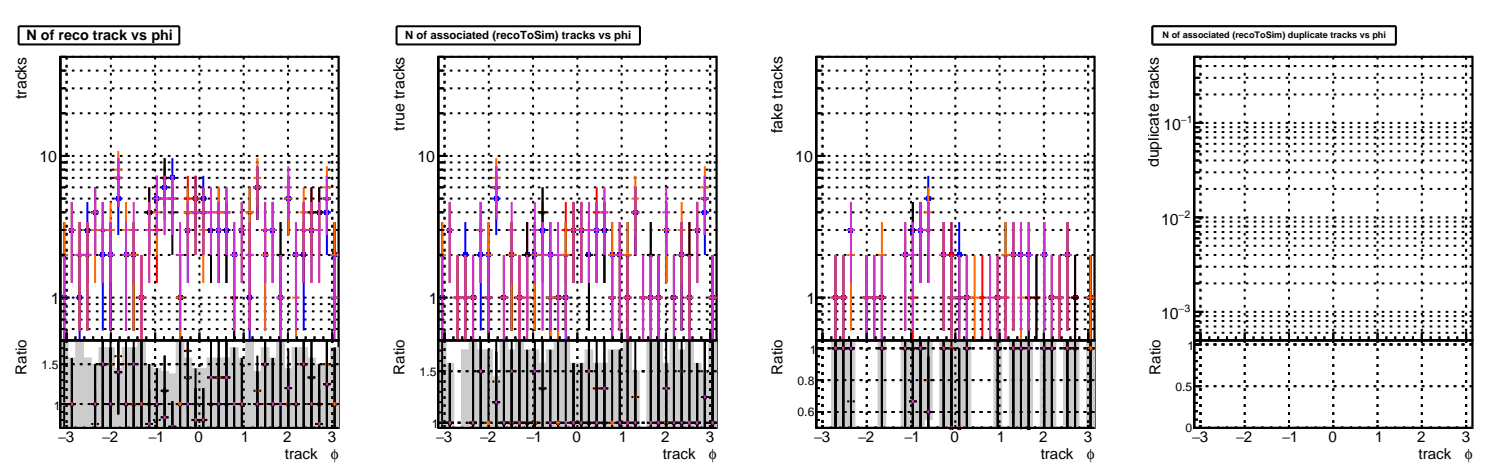 N of reco track vs phi
tracks
10
1
Ratio
1.5
1
−3 −2 −1 0 1 2 3
track ϕ
N of associated (recoToSim) tracks vs phi
true tracks
10
1
Ratio
1.5
1
−3 −2 −1 0 1 2 3
track ϕ
fake tracks
10
1
Ratio
1
0.8
0.6
−3 −2 −1 0 1 2 3
track ϕ
N of associated (recoToSim) duplicate tracks vs phi
duplicate tracks
10−1
10−2
10−3
Ratio
1
0.5
0
−3 −2 −1 0 1 2 3
track ϕ